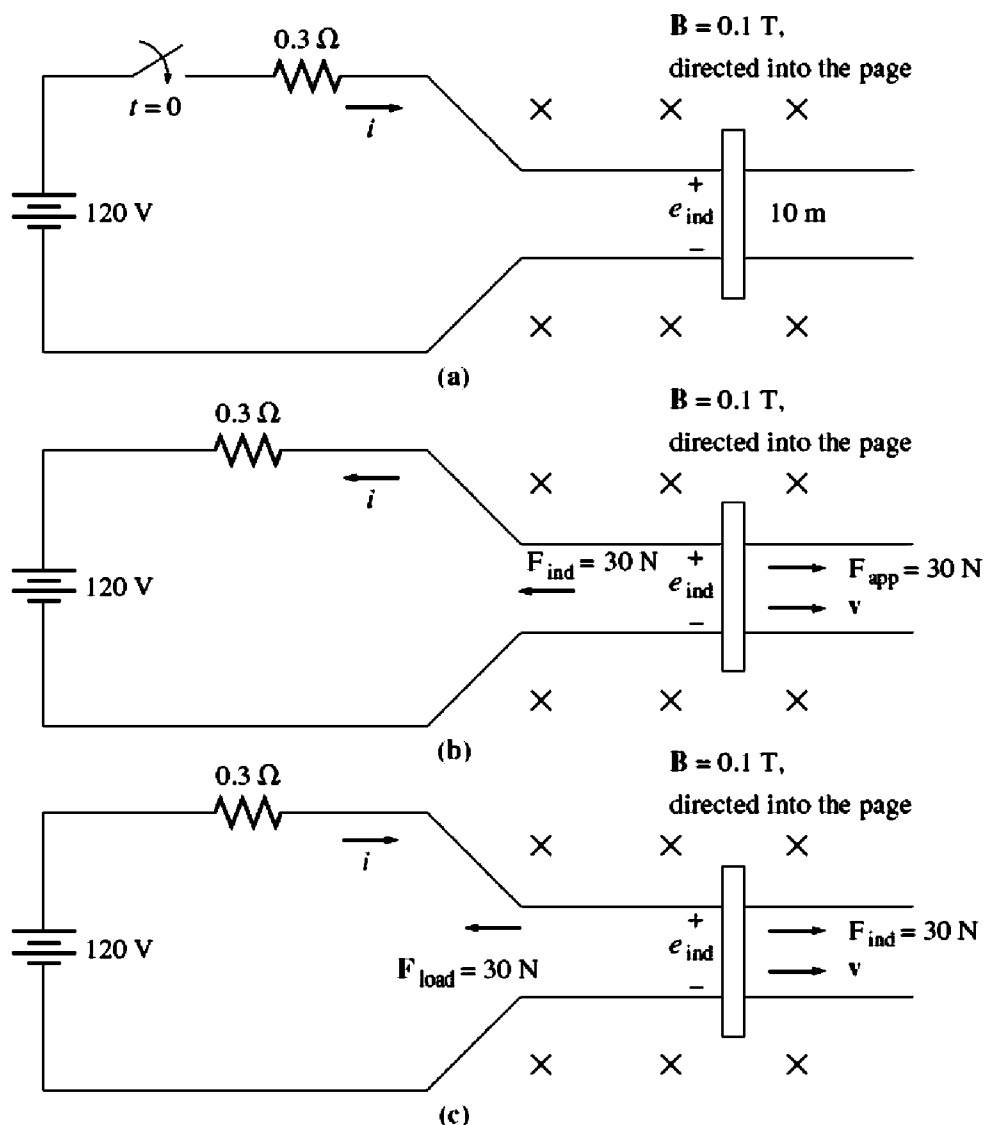 0.3 Ω
B = 0.1 T,
directed into the page
t = 0
i
120 V
+
e ind
−
10 m
(a)
0.3 Ω
B = 0.1 T,
directed into the page
i
120 V
F ind = 30 N
+
e ind
−
F app = 30 N
v
(b)
0.3 Ω
B = 0.1 T,
directed into the page
i
120 V
F load = 30 N
+
e ind
−
F ind = 30 N
v
(c)